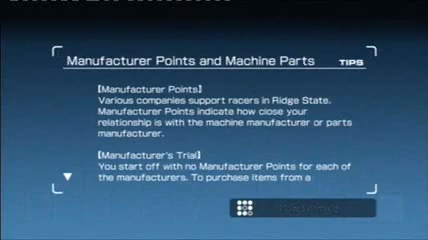 Manufacturer Points and Machine Parts TIPS
【Manufacturer Points】
Various companies support racers in Ridge State.
Manufacturer Points indicate how close your
relationship is with the machine manufacturer or parts
manufacturer.
【Manufacturer's Trial】
You start off with no Manufacturer Points for each of
the manufacturers. To purchase items from a